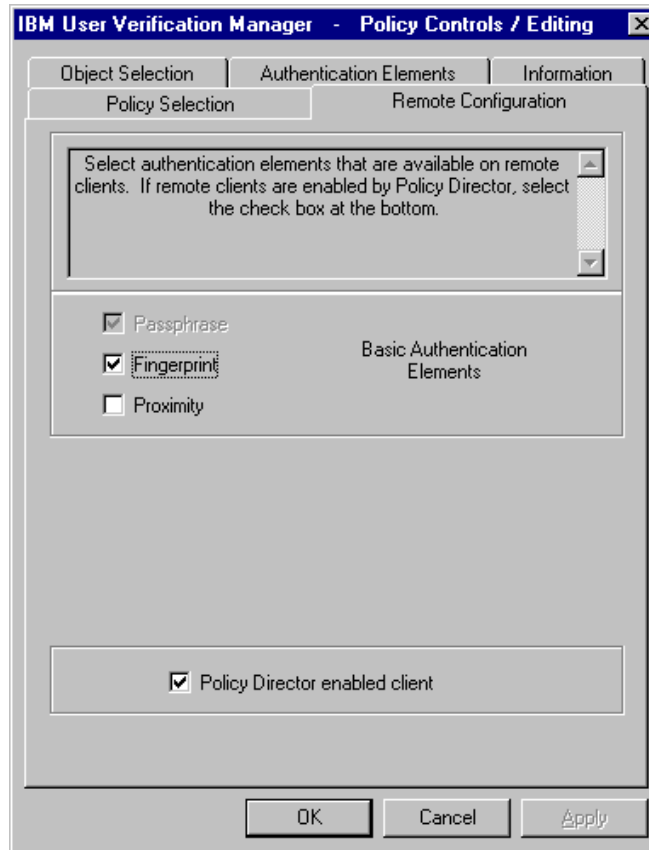 IBM User Verification Manager - Policy Controls / Editing
Object Selection
Authentication Elements
Information
Policy Selection
Remote Configuration
Select authentication elements that are available on remote
clients. If remote clients are enabled by Policy Director, select
the check box at the bottom.
Passphrase
Fingerprint
Proximity
Basic Authentication
Elements
Policy Director enabled client
OK
Cancel
Apply